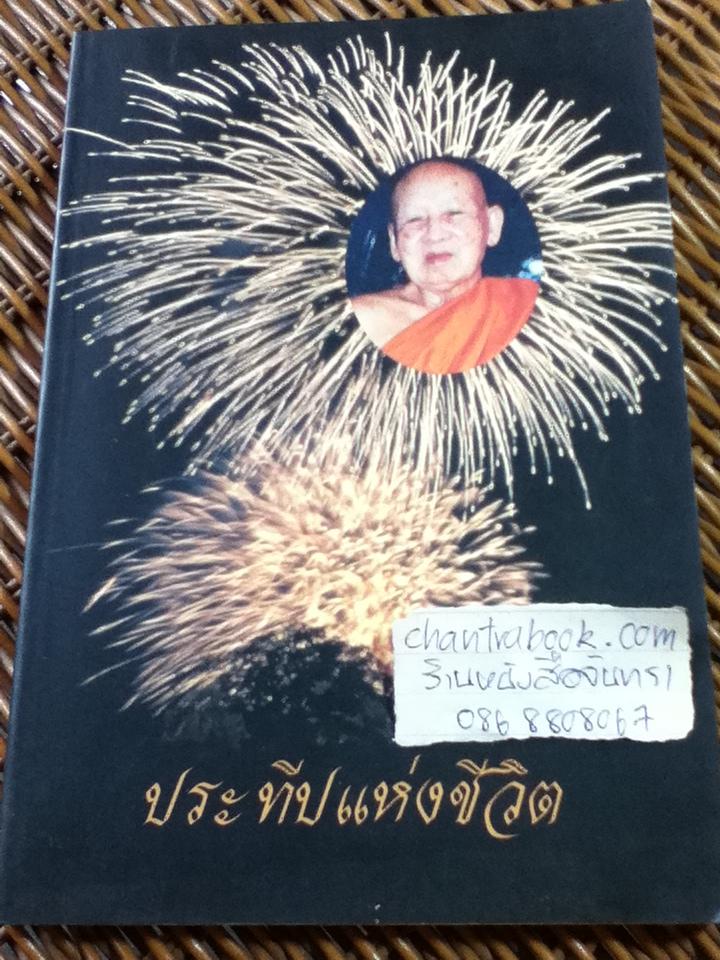 chantrabook.com
ร้านหนังสือจันทรา
086 8808067
ประทีปแห่งชีวิต